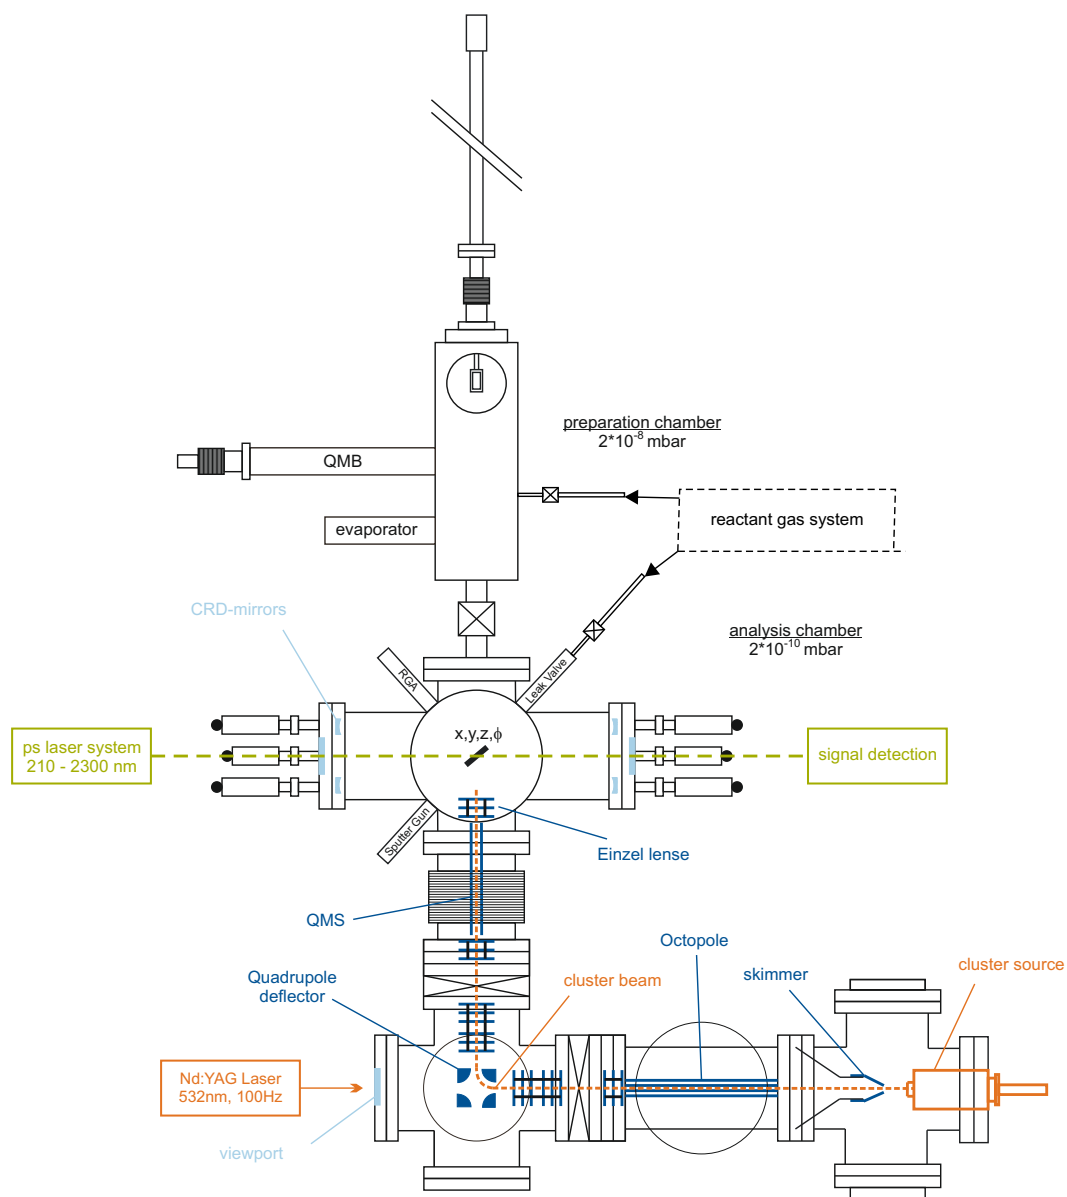 preparation chamber
2*10-8 mbar
QMB
reactant gas system
evaporator
CRD-mirrors
analysis chamber
2*10-10 mbar
RGA
Leak Valve
x,y,z,ϕ
ps laser system
210 - 2300 nm
signal detection
Sputter Gun
Einzel lense
QMS
Octopole
Quadrupole
deflector
cluster beam
skimmer
cluster source
Nd:YAG Laser
532nm, 100Hz
viewport